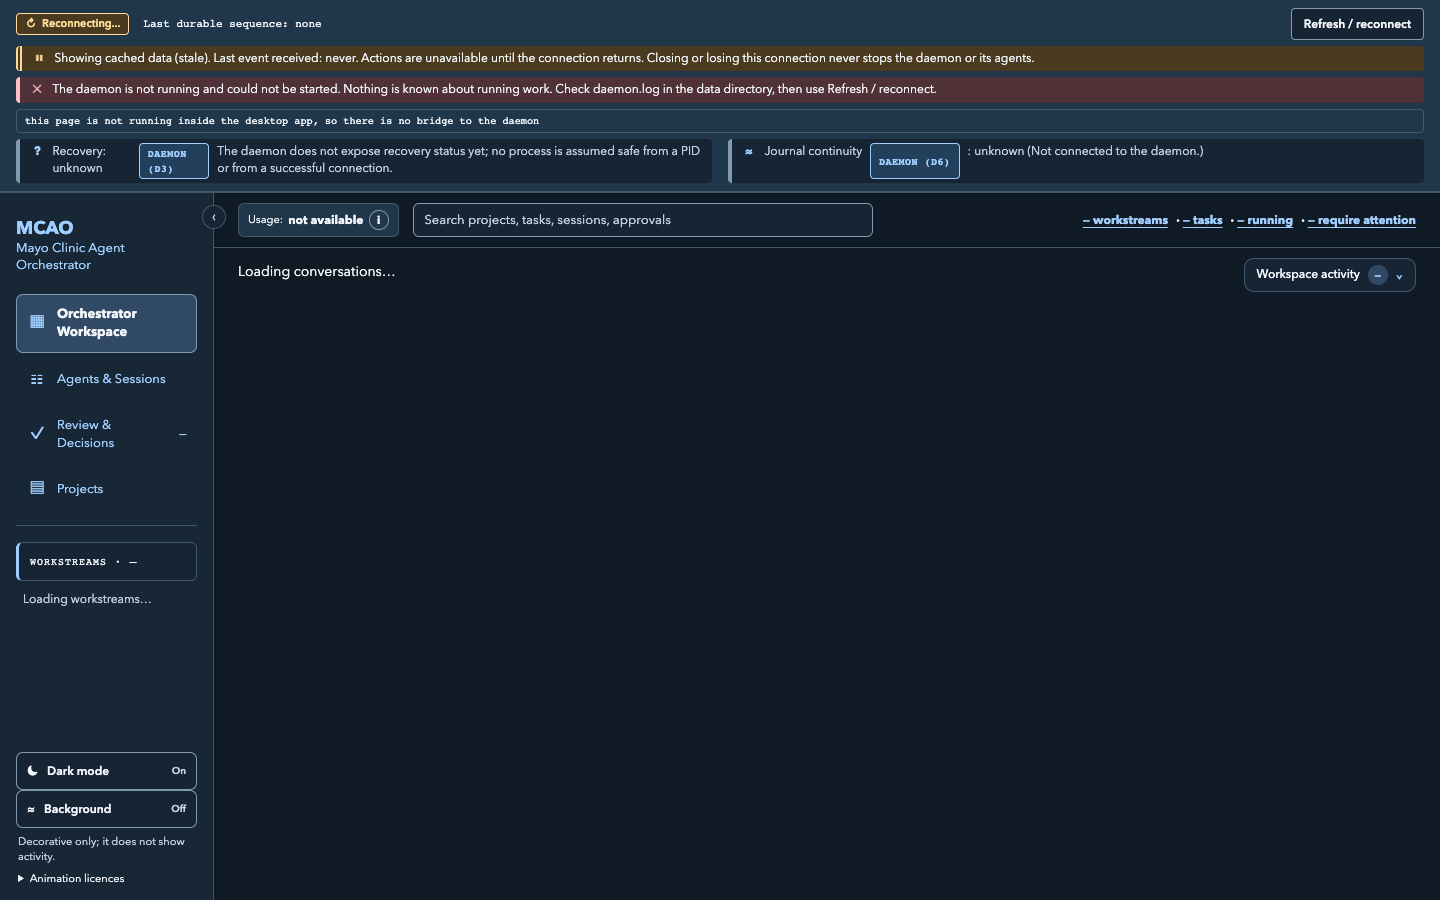 Reconnecting...
Last durable sequence: none
Refresh / reconnect
Showing cached data (stale). Last event received: never. Actions are unavailable until the connection returns. Closing or losing this connection never stops the daemon or its agents.
The daemon is not running and could not be started. Nothing is known about running work. Check daemon.log in the data directory, then use Refresh / reconnect.
this page is not running inside the desktop app, so there is no bridge to the daemon
? Recovery:
unknown
DAEMON
(D3)
The daemon does not expose recovery status yet; no process is assumed safe from a PID
or from a successful connection.
≈ Journal continuity
DAEMON (D6)
: unknown (Not connected to the daemon.)
MCAO
Mayo Clinic Agent
Orchestrator
Usage: not available i
Search projects, tasks, sessions, approvals
– workstreams • – tasks • – running • – require attention
Loading conversations…
Workspace activity –
Orchestrator
Workspace
Agents & Sessions
Review &
Decisions –
Projects
WORKSTREAMS · —
Loading workstreams…
Dark mode On
≈ Background Off
Decorative only; it does not show
activity.
Animation licences